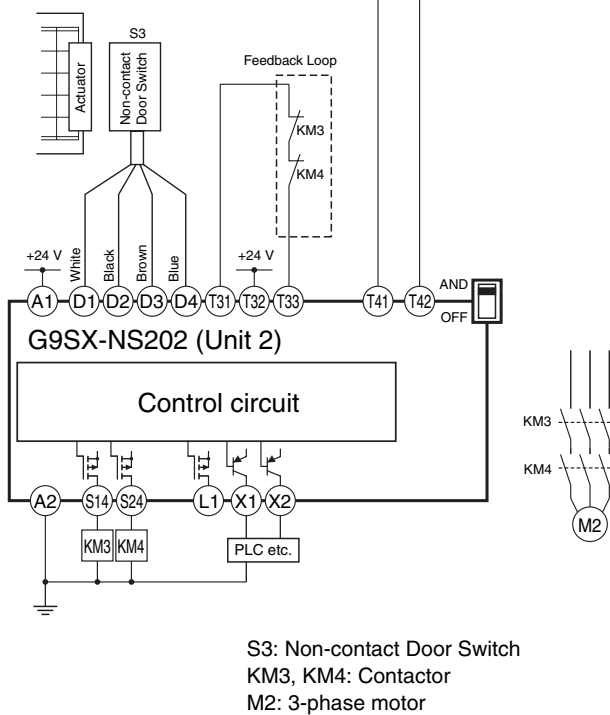 S3
Actuator
Non-contact
Door Switch
Feedback Loop
KM3
KM4
+24 V
White
Black
Brown
Blue
+24 V
AND
OFF
A1 D1 D2 D3 D4 T31 T32 T33 T41 T42
G9SX-NS202 (Unit 2)
Control circuit
KM3
KM4
M2
A2 S14 S24 L1 X1 X2
KM3 KM4 PLC etc.
S3: Non-contact Door Switch
KM3, KM4: Contactor
M2: 3-phase motor